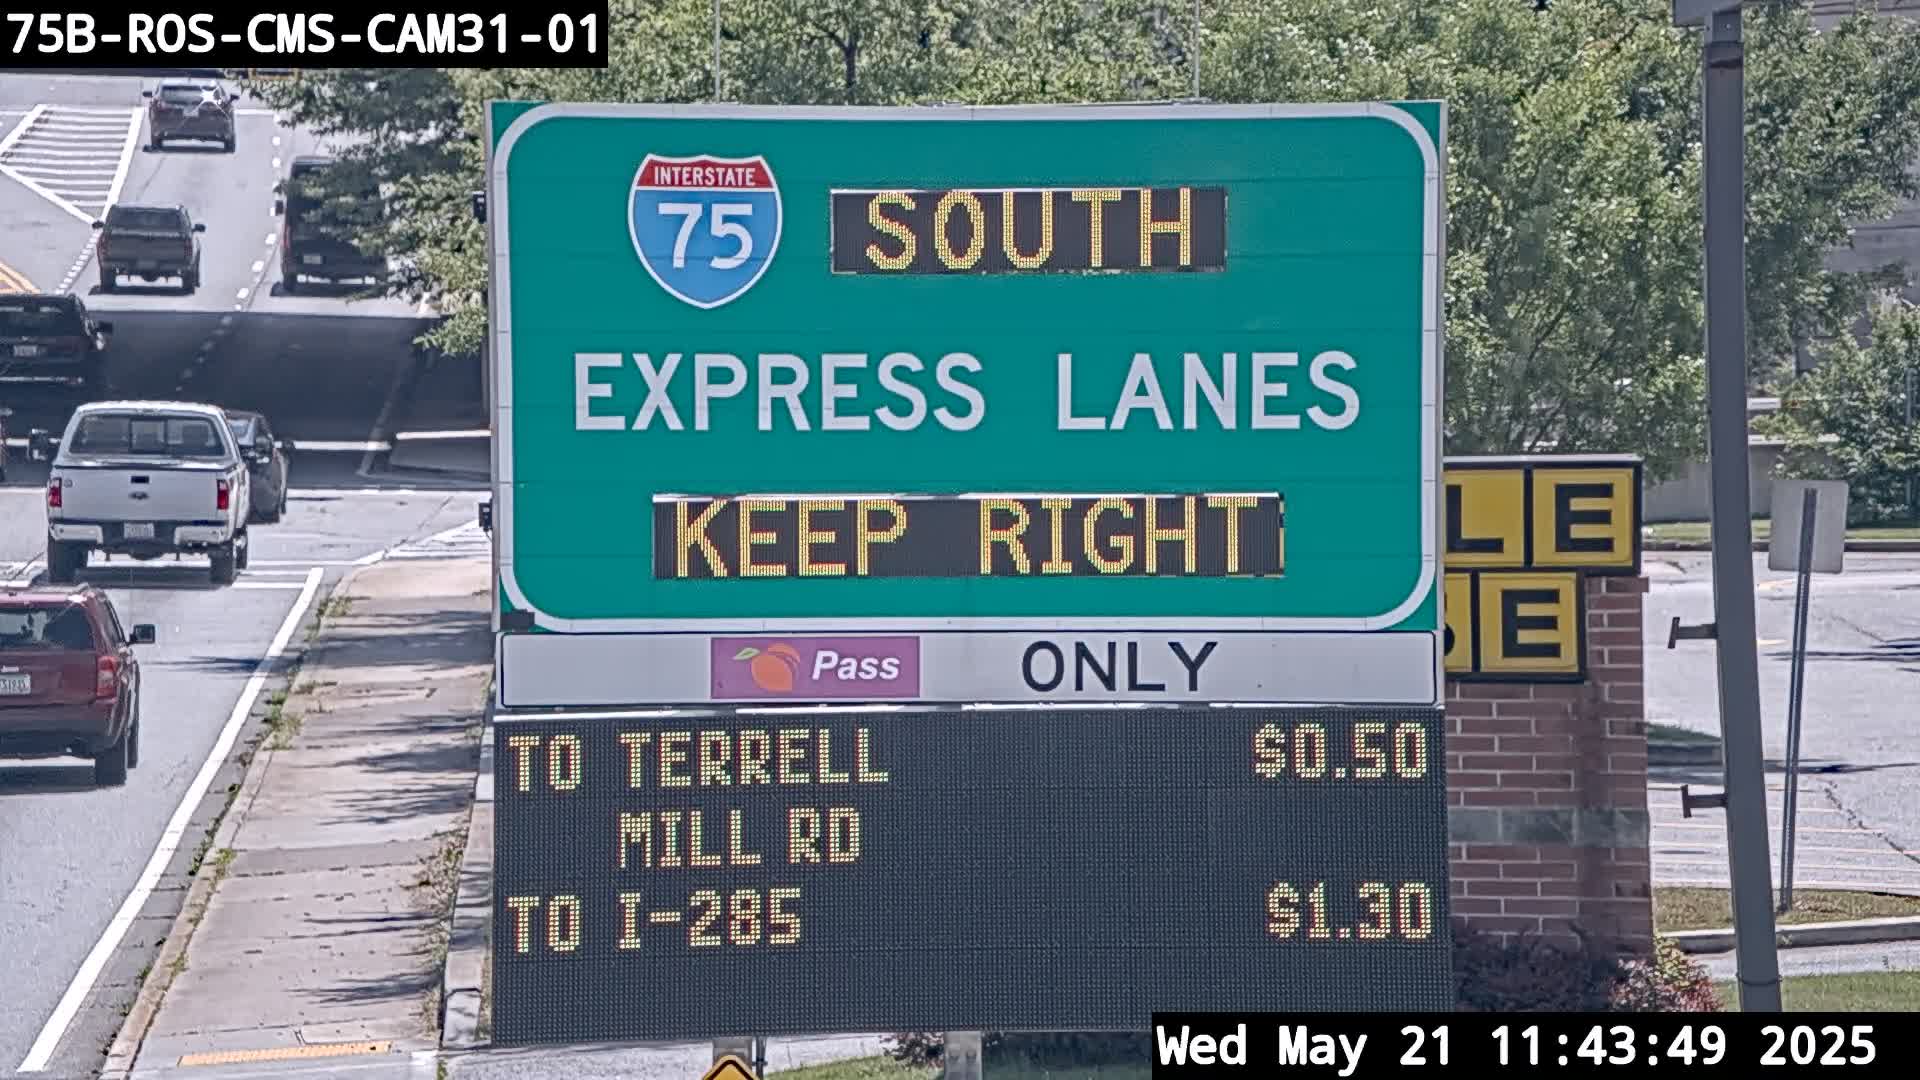 75B-ROS-CMS-CAM31-01
INTERSTATE
75
SOUTH
EXPRESS LANES
KEEP RIGHT
Pass ONLY
TO TERRELL $0.50
MILL RD
TO I-285 $1.30
LE
E
Wed May 21 11:43:49 2025